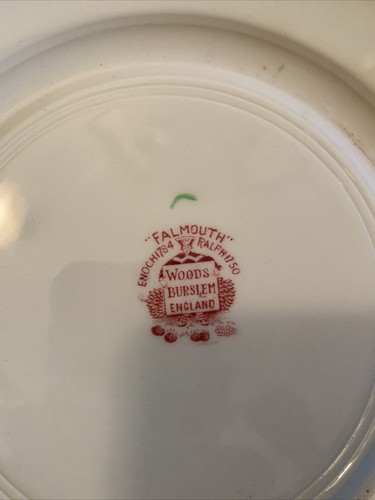 "FALMOUTH"
ENOCH 1784 RALPH 1750
WOODS
BURSLEM
ENGLAND